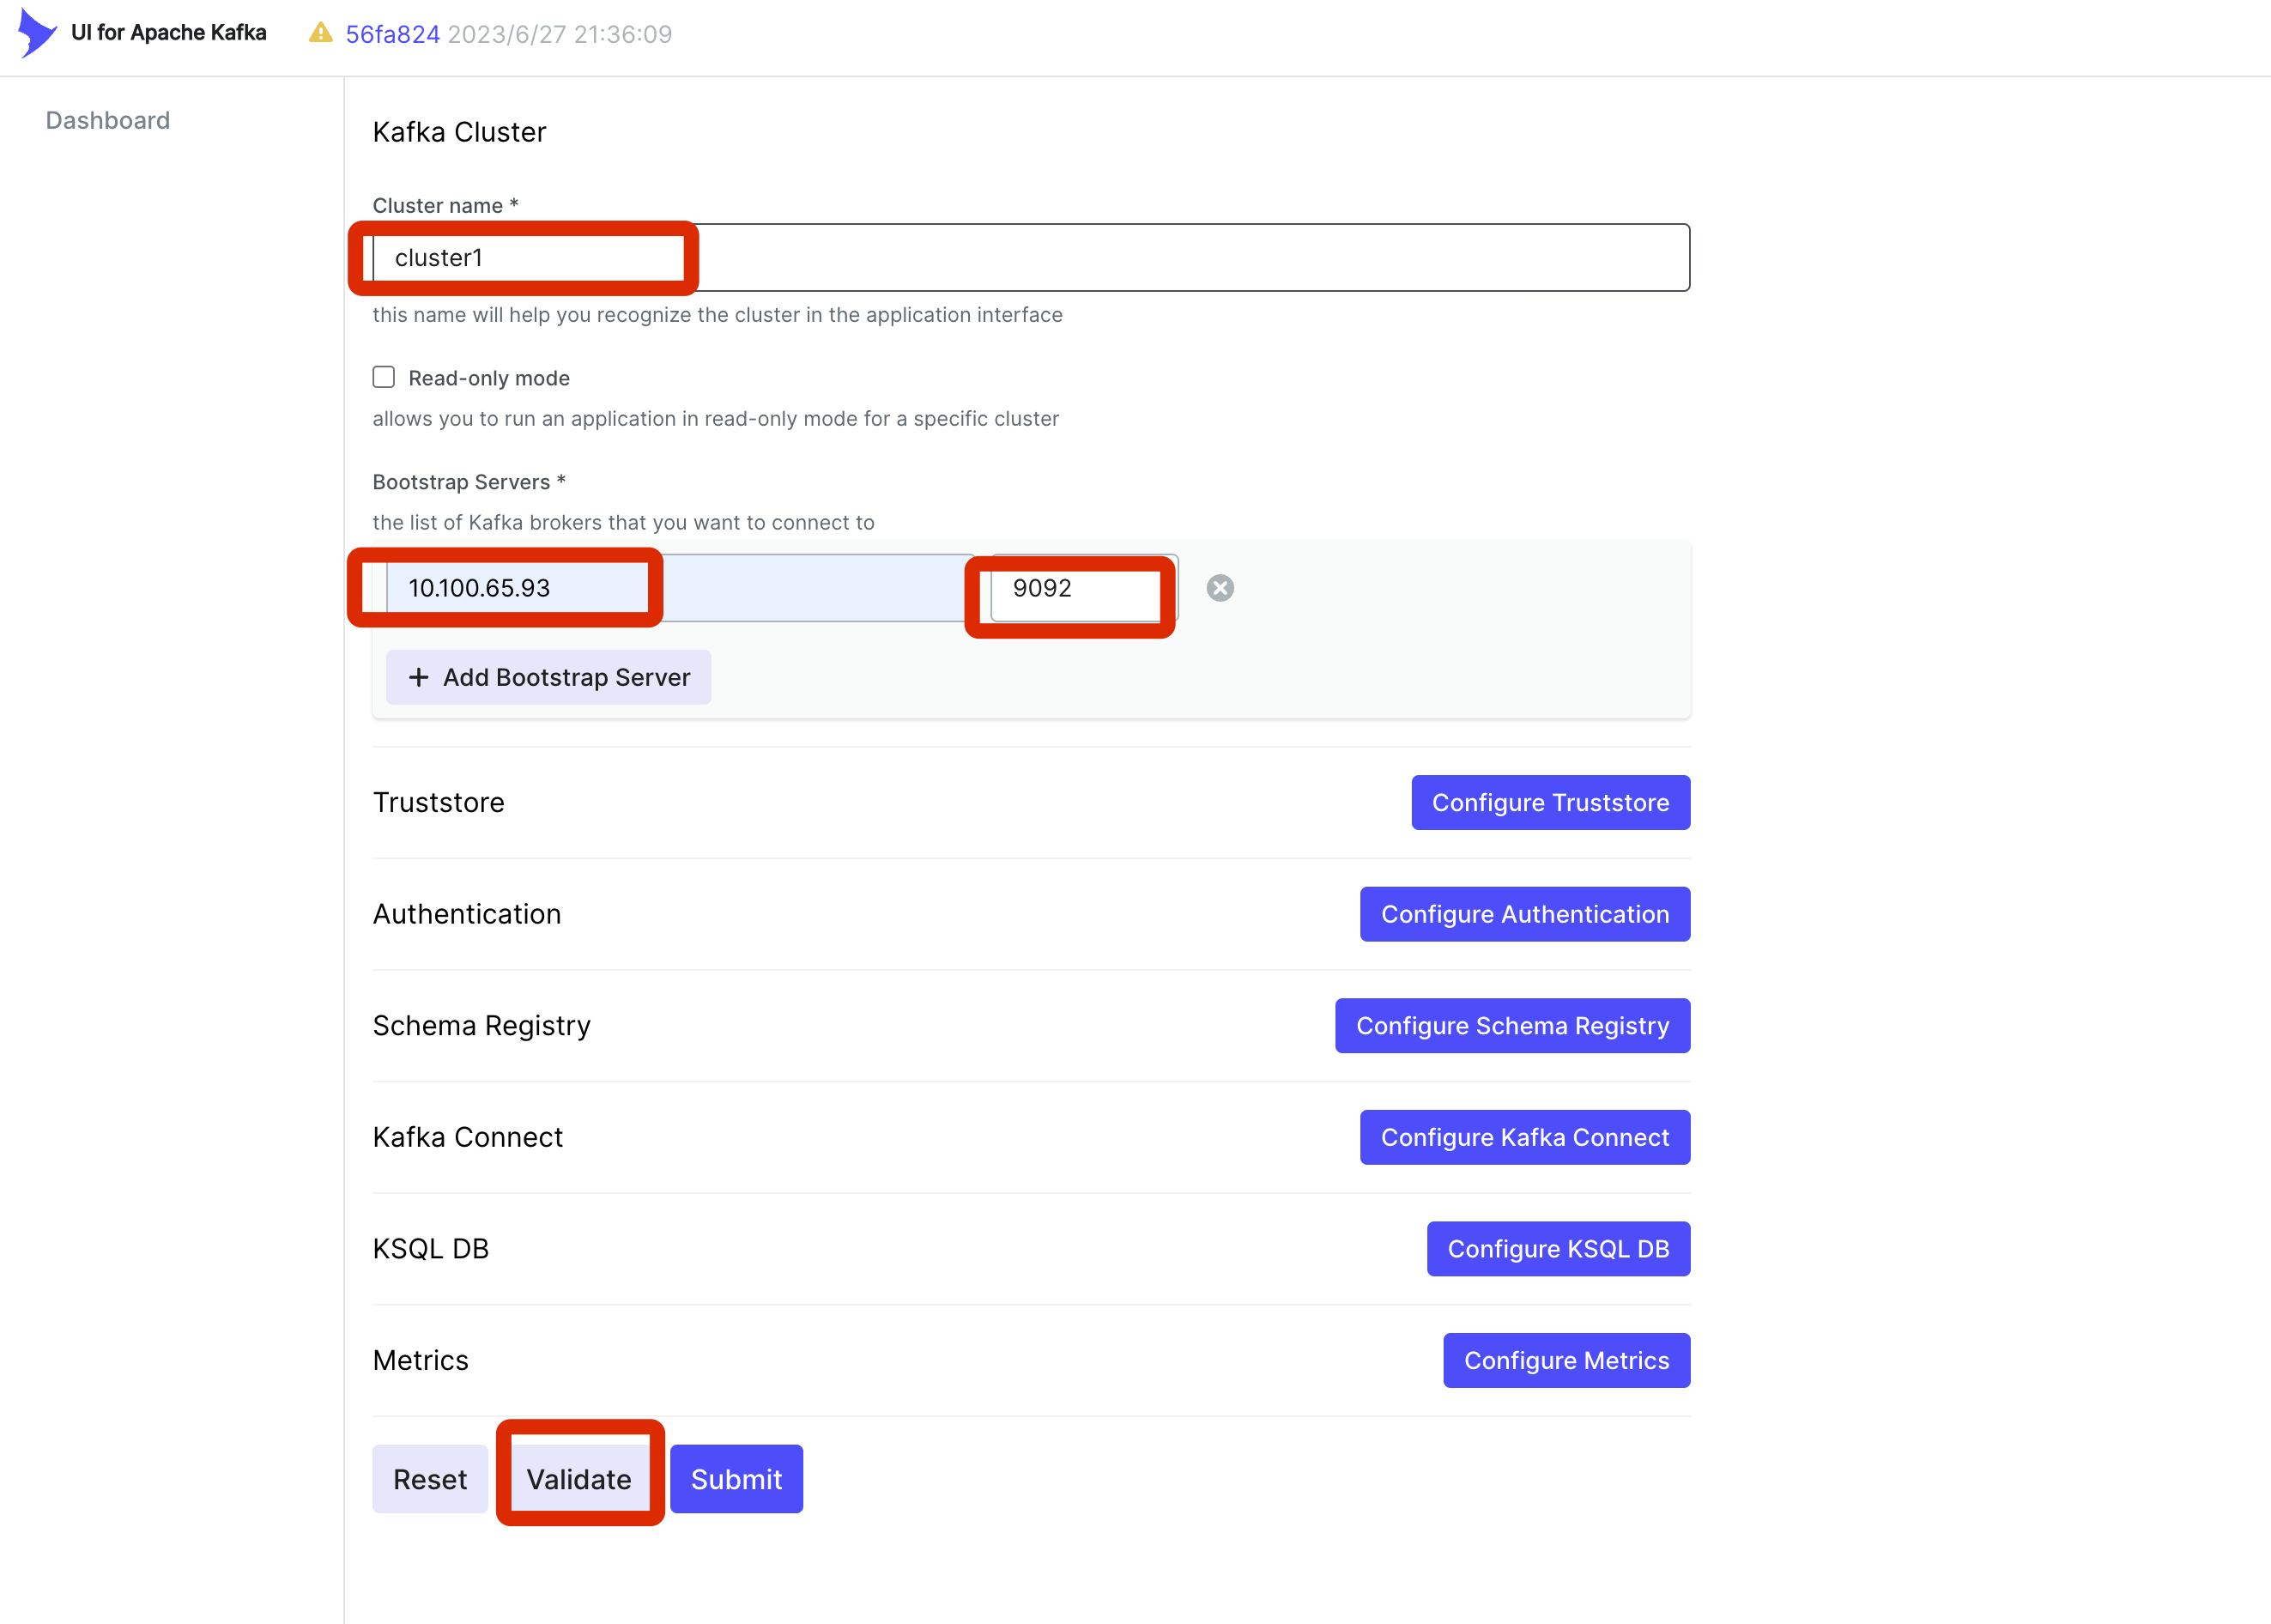 UI for Apache Kafka 56fa824 2023/6/27 21:36:09
Dashboard
Kafka Cluster
Cluster name *
cluster1
this name will help you recognize the cluster in the application interface
Read-only mode
allows you to run an application in read-only mode for a specific cluster
Bootstrap Servers *
the list of Kafka brokers that you want to connect to
10.100.65.93 9092
Add Bootstrap Server
Truststore Configure Truststore
Authentication Configure Authentication
Schema Registry Configure Schema Registry
Kafka Connect Configure Kafka Connect
KSQL DB Configure KSQL DB
Metrics Configure Metrics
Reset Validate Submit